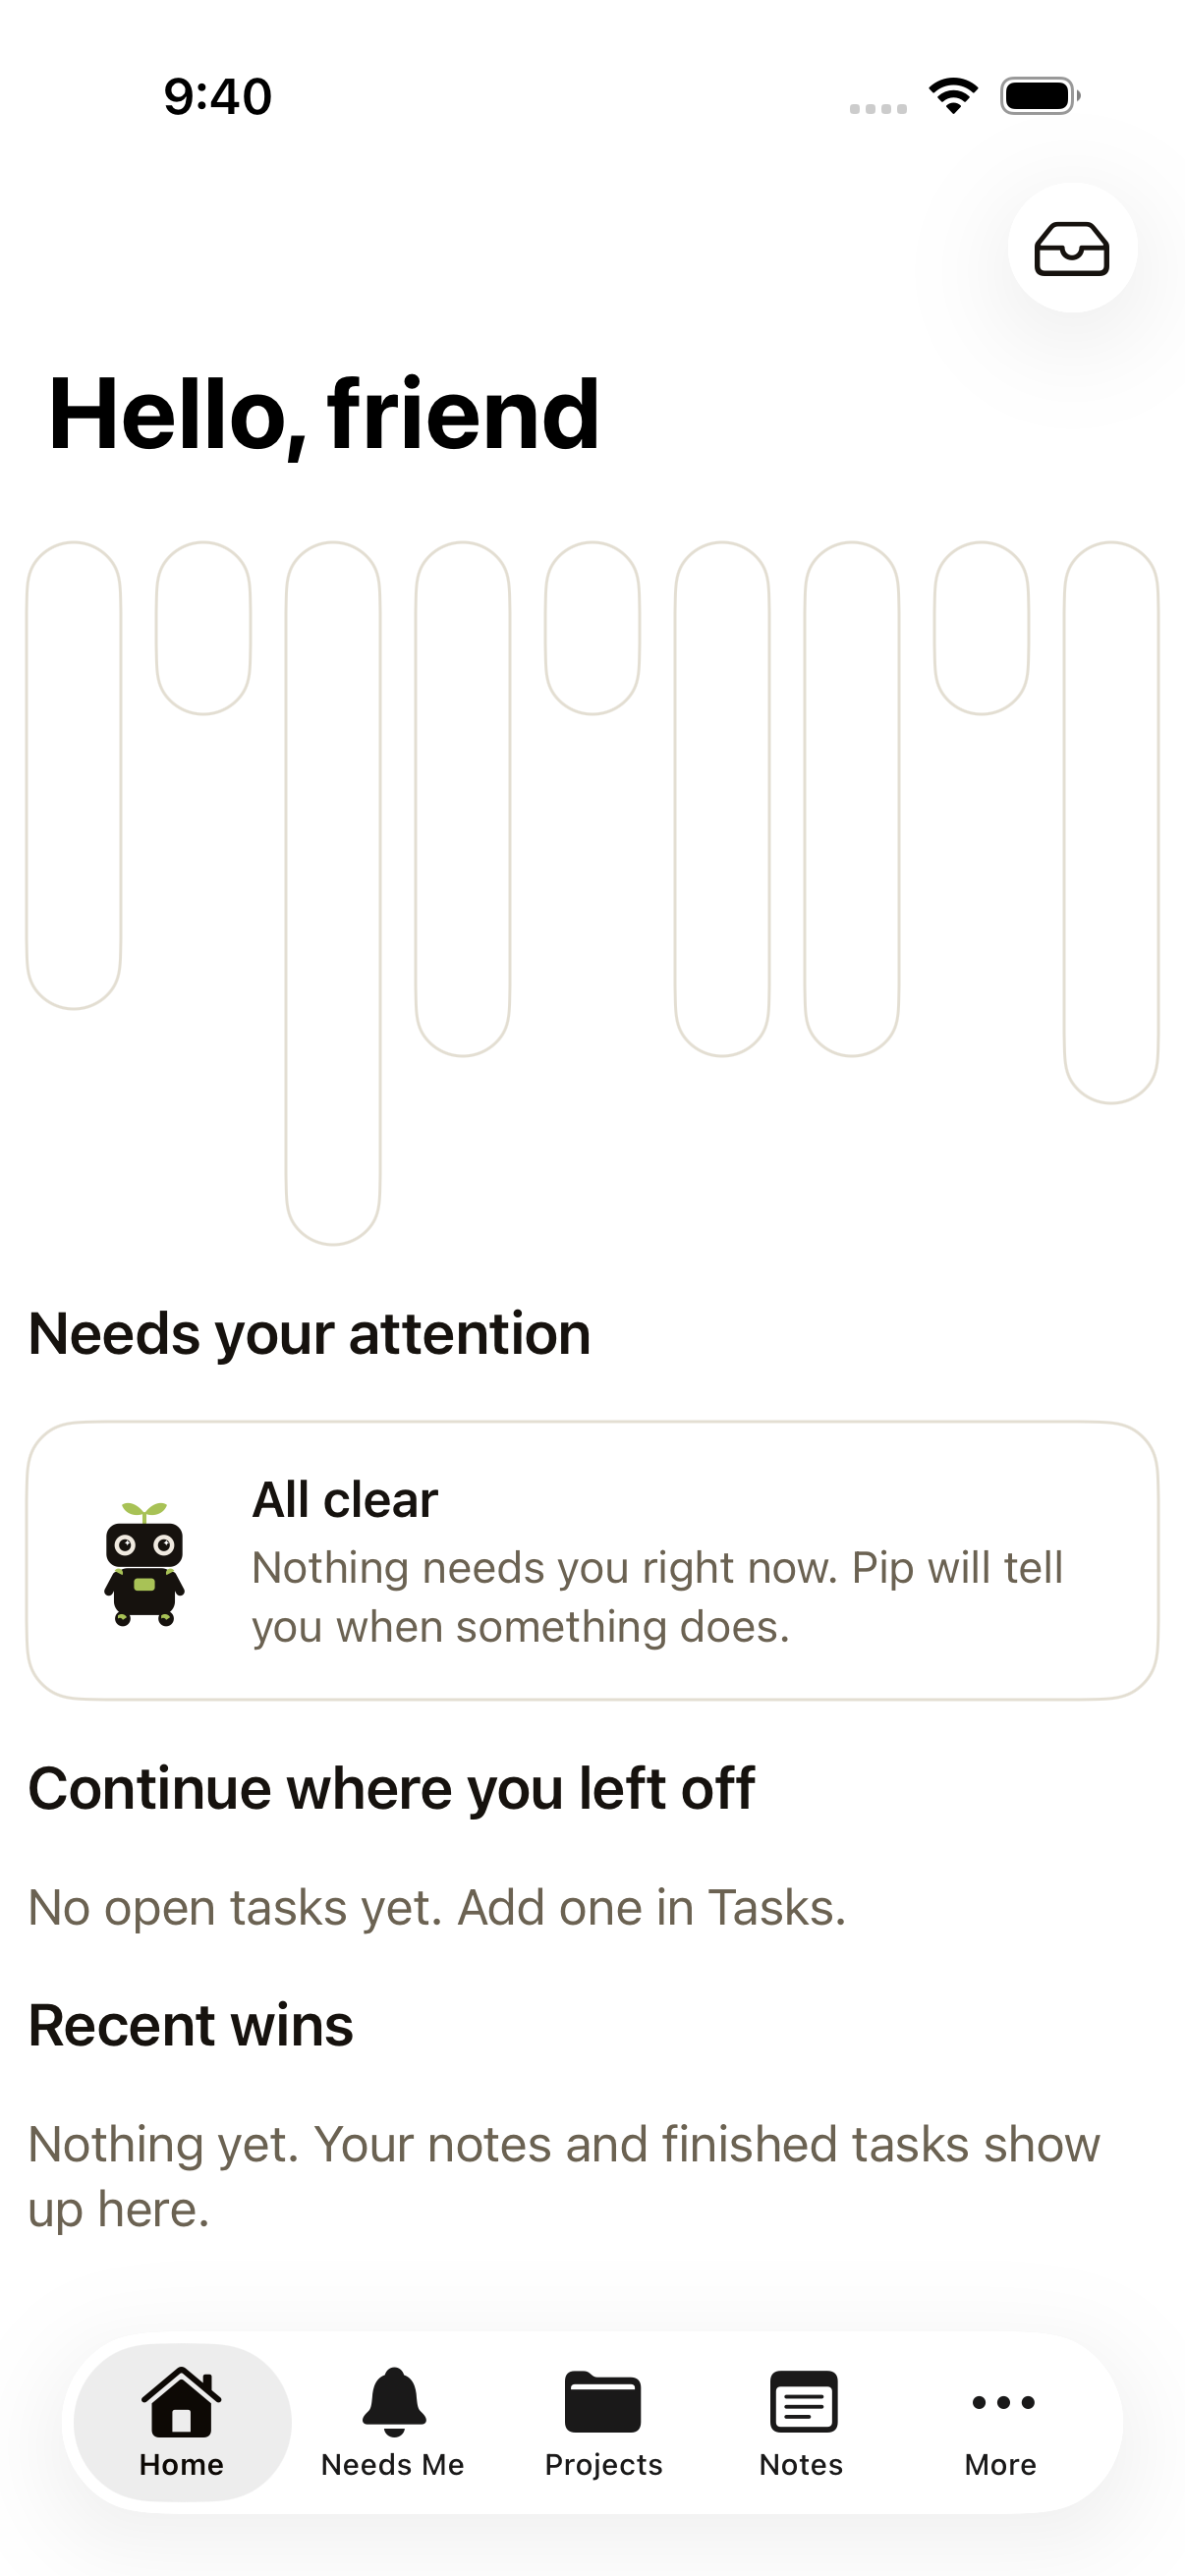 9:40
Hello, friend
Needs your attention
All clear
Nothing needs you right now. Pip will tell
you when something does.
Continue where you left off
No open tasks yet. Add one in Tasks.
Recent wins
Nothing yet. Your notes and finished tasks show
up here.
Home
Needs Me
Projects
Notes
More